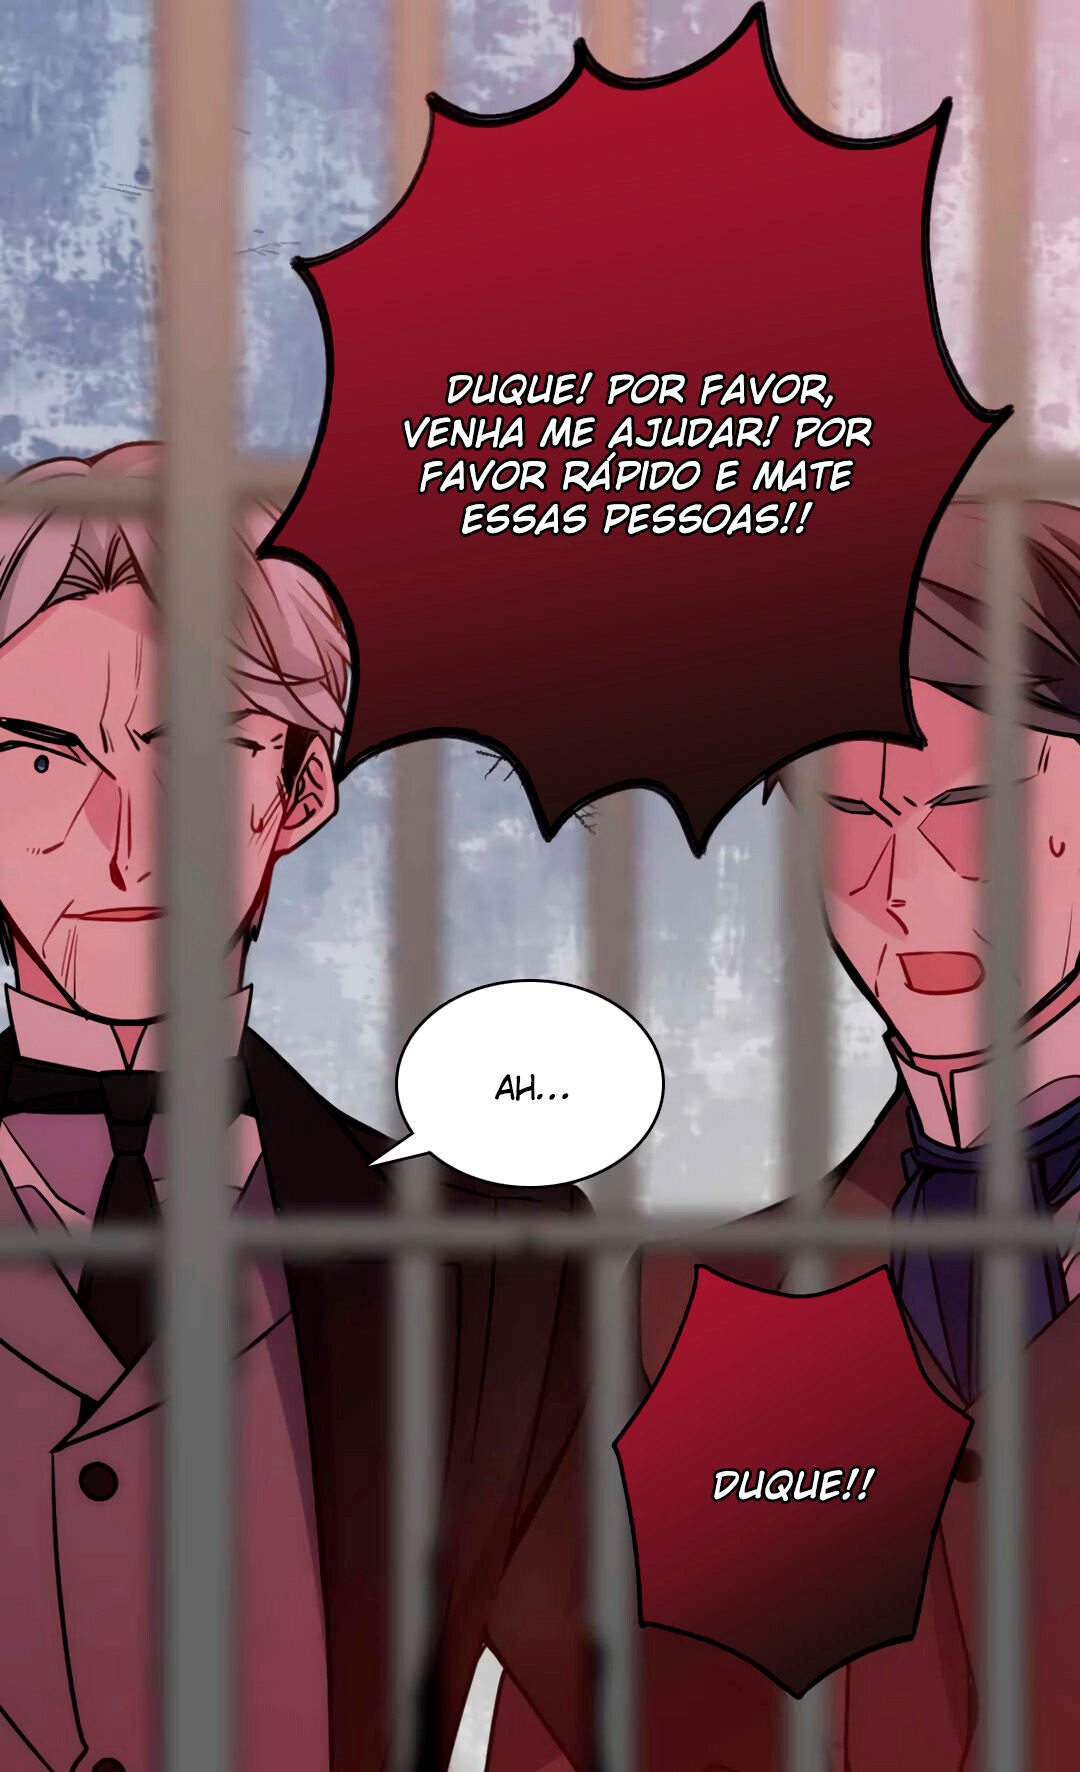 DUQUE! POR FAVOR,
VENHA ME AJUDAR! POR
FAVOR RÁPIDO E MATE
ESSAS PESSOAS!!
AH...
DUQUE!!